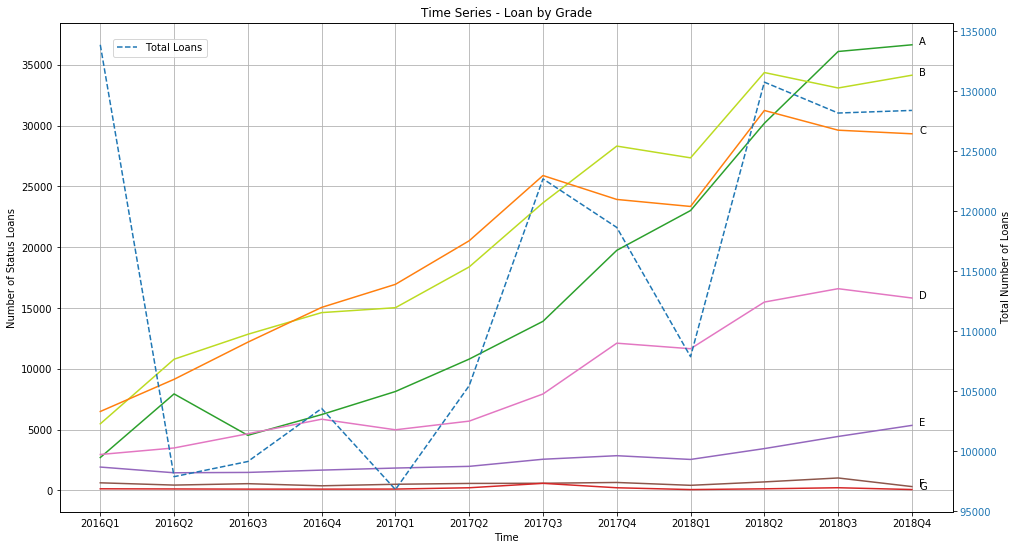 Time Series - Loan by Grade
Total Loans
Number of Status Loans
35000
30000
25000
20000
15000
10000
5000
0
A
B
C
D
E
F
G
135000
130000
125000
120000
115000
110000
105000
100000
95000
Total Number of Loans
2016Q1 2016Q2 2016Q3 2016Q4 2017Q1 2017Q2 2017Q3 2017Q4 2018Q1 2018Q2 2018Q3 2018Q4
Time